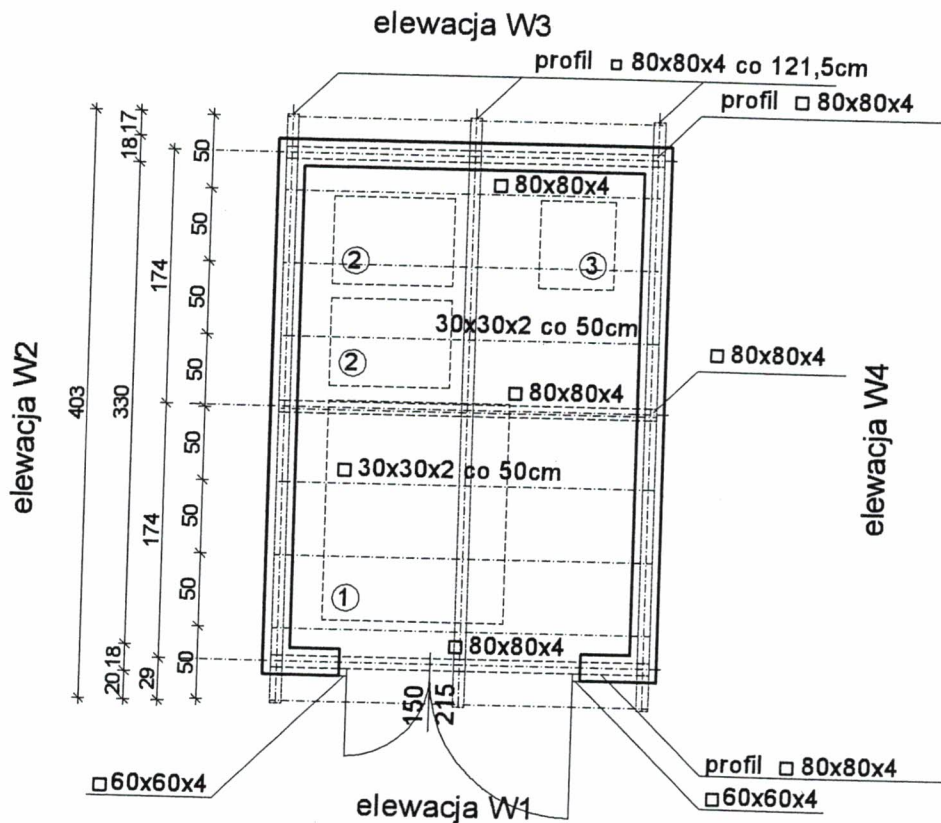 elewacja W3
profil □ 80x80x4 co 121,5cm
profil □ 80x80x4
18,17
50
□ 80x80x4
50
2
3
50
174
30x30x2 co 50cm
2
50
□ 80x80x4
□ 80x80x4
elewacja W2
403
330
elewacja W4
50
□ 30x30x2 co 50cm
50
174
50
1
□ 80x80x4
20,18
29
50
150
215
profil □ 80x80x4
□ 60x60x4
□ 60x60x4
elewacja W1